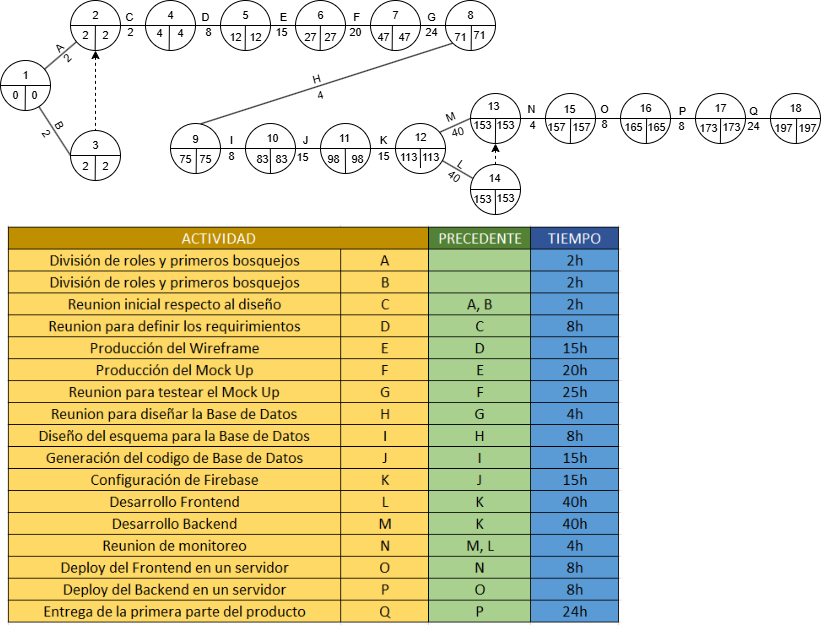 2 C 4 D 5 E 6 F 7 G 8
2 2 2 4 4 8 12 12 15 27 27 20 47 47 24 71 71
A
2
1
0 0
H
4
B
2
3
2 2
13 N 15 O 16 P 17 Q 18
M
40
153 153 4 157 157 8 165 165 8 173 173 24 197 197
9 I 10 J 11 K 12
75 75 8 83 83 15 98 98 15 113 113
L
40
14
153 153
ACTIVIDAD PRECEDENTE TIEMPO
División de roles y primeros bosquejos A 2h
División de roles y primeros bosquejos B 2h
Reunion inicial respecto al diseño C A, B 2h
Reunion para definir los requirimientos D C 8h
Producción del Wireframe E D 15h
Producción del Mock Up F E 20h
Reunion para testear el Mock Up G F 25h
Reunion para diseñar la Base de Datos H G 4h
Diseño del esquema para la Base de Datos I H 8h
Generación del codigo de Base de Datos J I 15h
Configuración de Firebase K J 15h
Desarrollo Frontend L K 40h
Desarrollo Backend M K 40h
Reunion de monitoreo N M, L 4h
Deploy del Frontend en un servidor O N 8h
Deploy del Backend en un servidor P O 8h
Entrega de la primera parte del producto Q P 24h